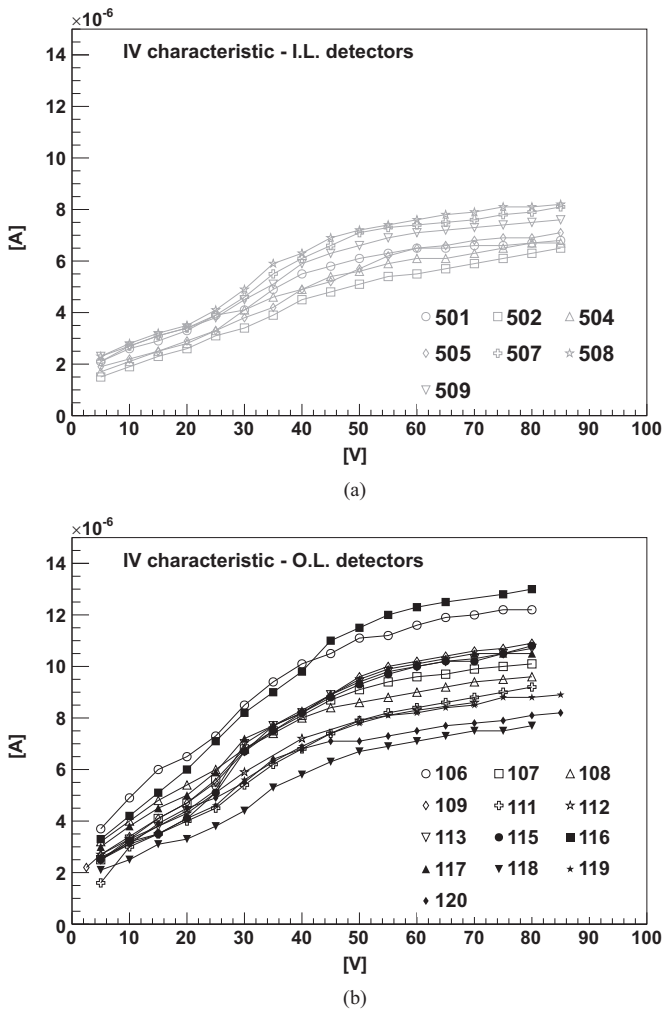 ×10-6
IV characteristic - I.L. detectors
14
12
10
8
6
4
2
0
[A]
501 502 504
505 507 508
509
0 10 20 30 40 50 60 70 80 90 100
[V]
(a)
×10-6
IV characteristic - O.L. detectors
14
12
10
8
6
4
2
0
[A]
106 107 108
109 111 112
113 115 116
117 118 119
120
0 10 20 30 40 50 60 70 80 90 100
[V]
(b)